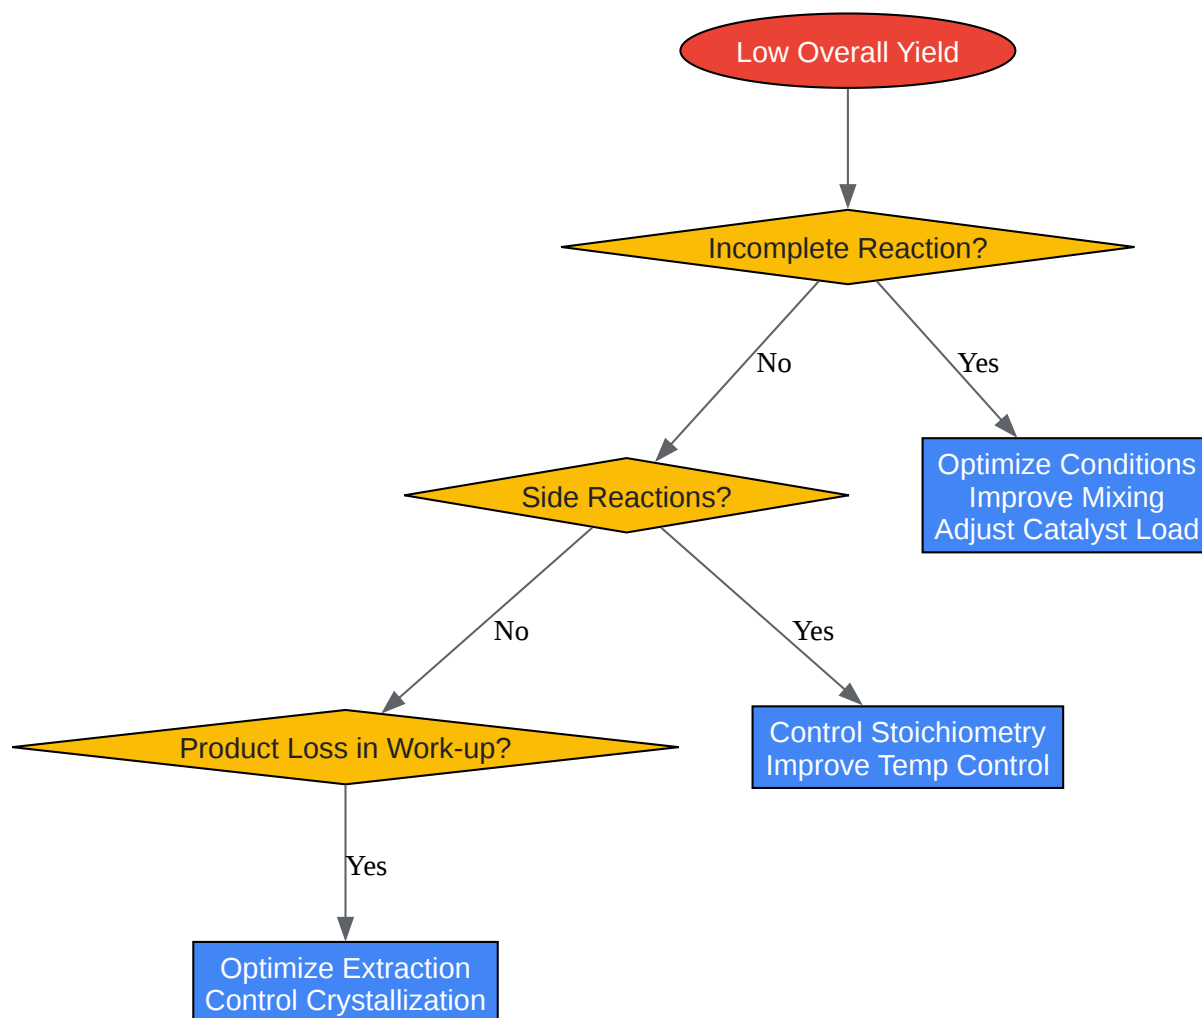 Low Overall Yield
Incomplete Reaction?
No
Yes
Optimize Conditions
Improve Mixing
Adjust Catalyst Load
Side Reactions?
No
Yes
Control Stoichiometry
Improve Temp Control
Product Loss in Work-up?
Yes
Optimize Extraction
Control Crystallization